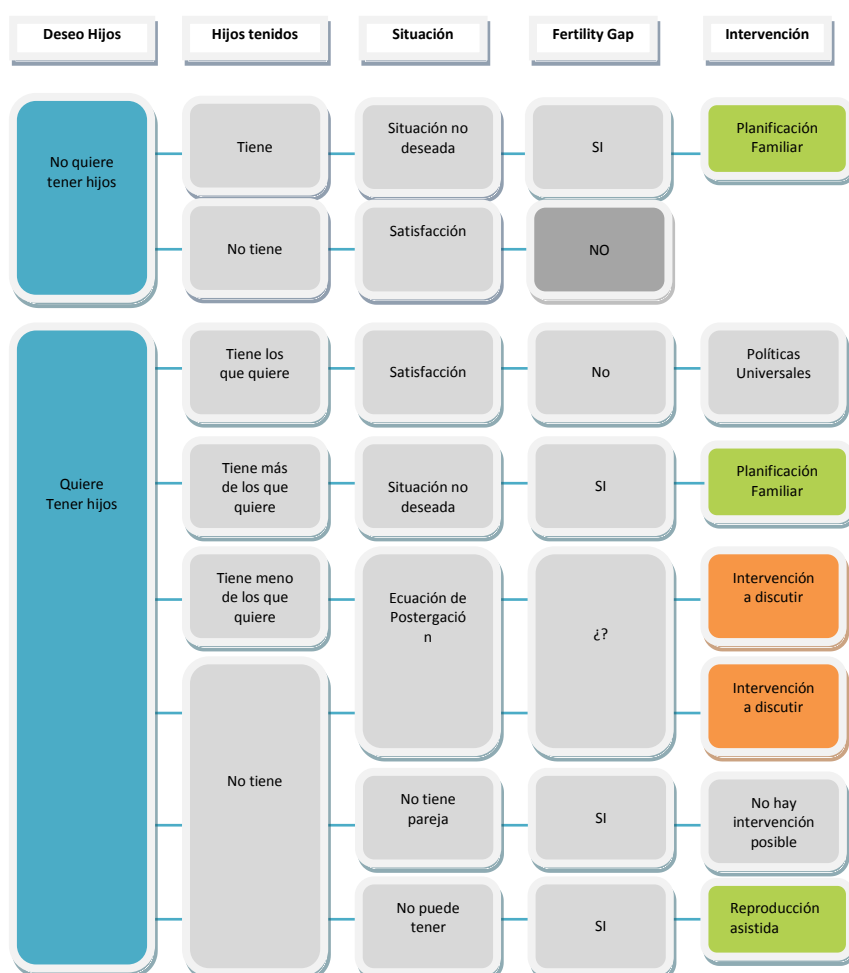 Deseo Hijos
Hijos tenidos
Situación
Fertility Gap
Intervención
No quiere
tener hijos
Tiene
Situación no
deseada
SI
Planificación
Familiar
No tiene
Satisfacción
NO
Quiere
Tener hijos
Tiene los
que quiere
Satisfacción
No
Políticas
Universales
Tiene más
de los que
quiere
Situación no
deseada
SI
Planificación
Familiar
Tiene meno
de los que
quiere
Ecuación de
Postergació
n
¿?
Intervención
a discutir
Intervención
a discutir
No tiene
No tiene
pareja
SI
No hay
intervención
posible
No puede
tener
SI
Reproducción
asistida